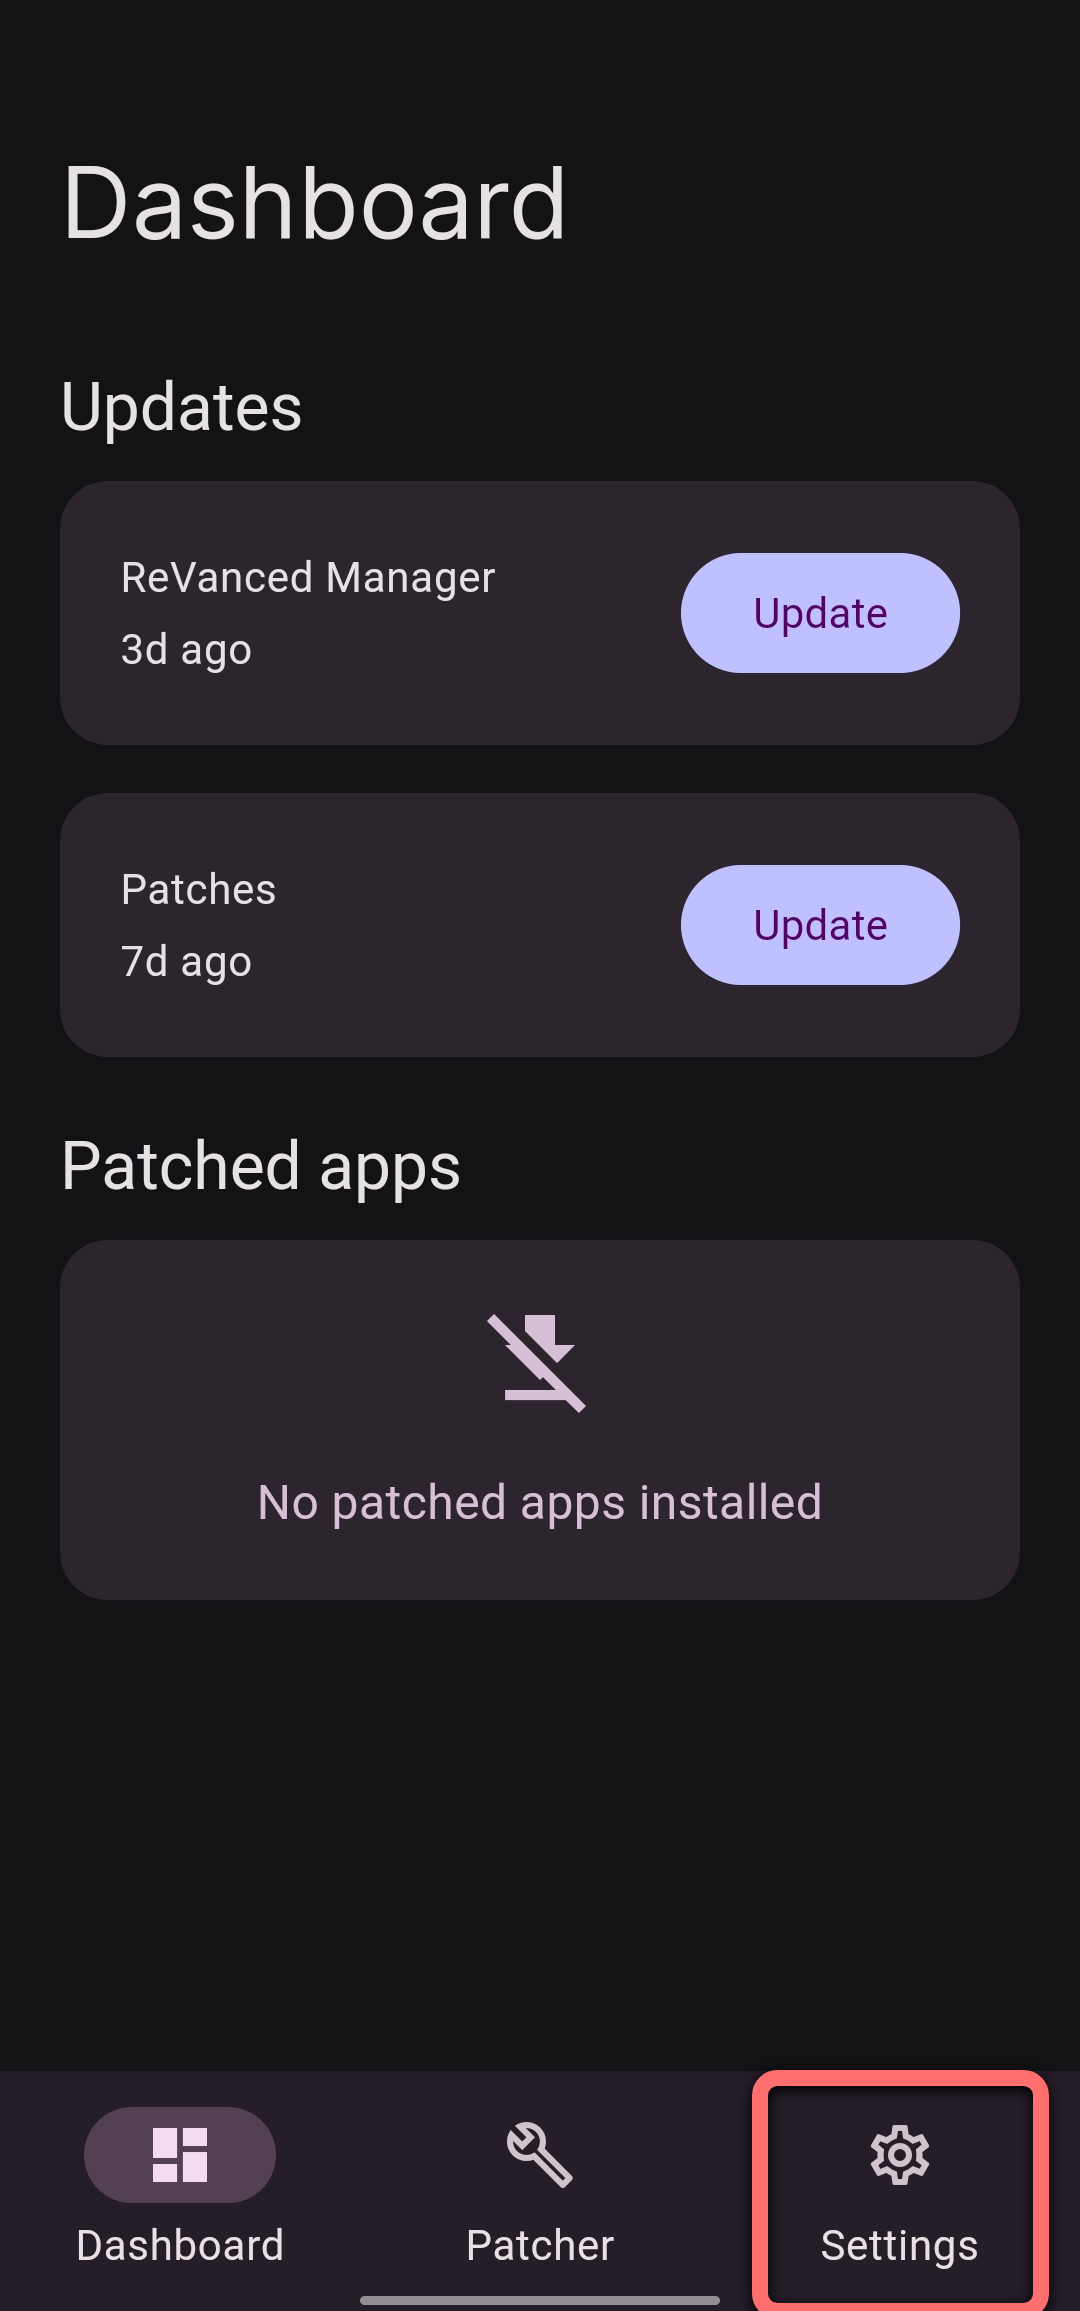 Dashboard
Updates
ReVanced Manager
3d ago
Update
Patches
7d ago
Update
Patched apps
No patched apps installed
Dashboard
Patcher
Settings